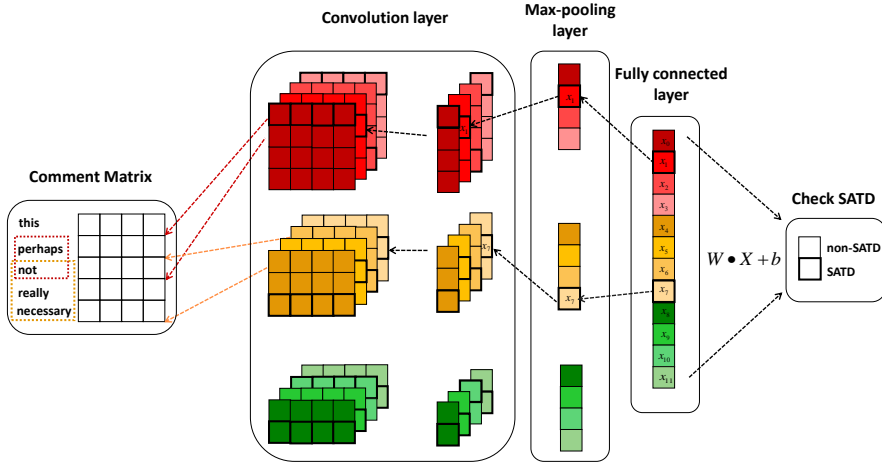 Convolution layer
Max-pooling
layer
Fully connected
layer
Comment Matrix
Check SATD
this
perhaps
not
really
necessary
x₁
x₇
x₁
x₇
x₀
x₁
x₂
x₃
x₄
x₅
x₆
x₇
x₈
x₉
x₁₀
x₁₁
W • X + b
non-SATD
SATD